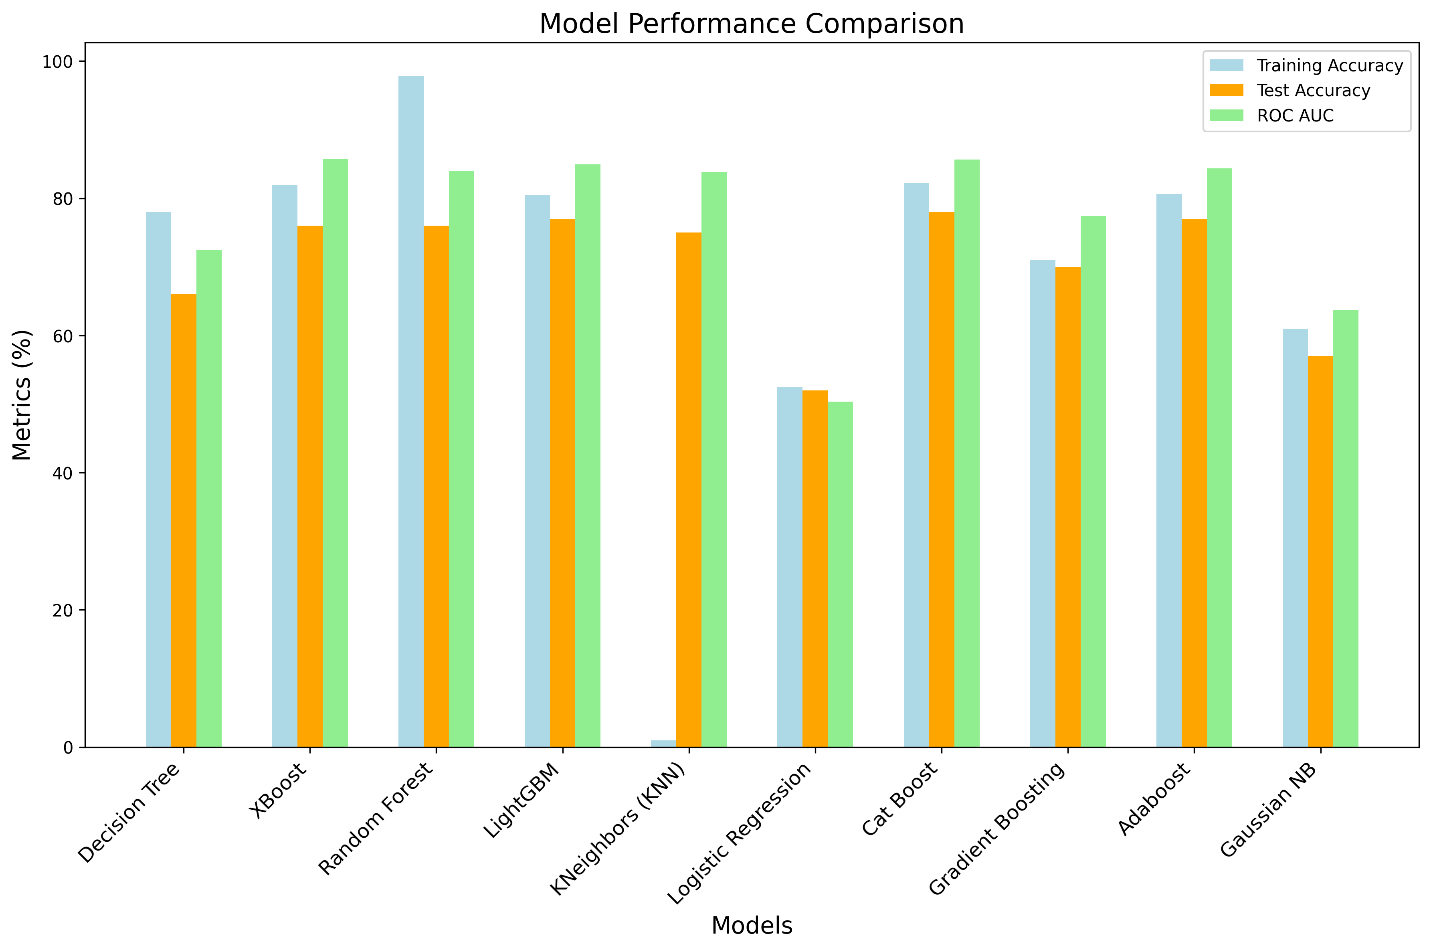 Model Performance Comparison
Training Accuracy
Test Accuracy
ROC AUC
Metrics (%)
100
80
60
40
20
0
Decision Tree
XBoost
Random Forest
LightGBM
KNeighbors (KNN)
Logistic Regression
Cat Boost
Gradient Boosting
Adaboost
Gaussian NB
Models